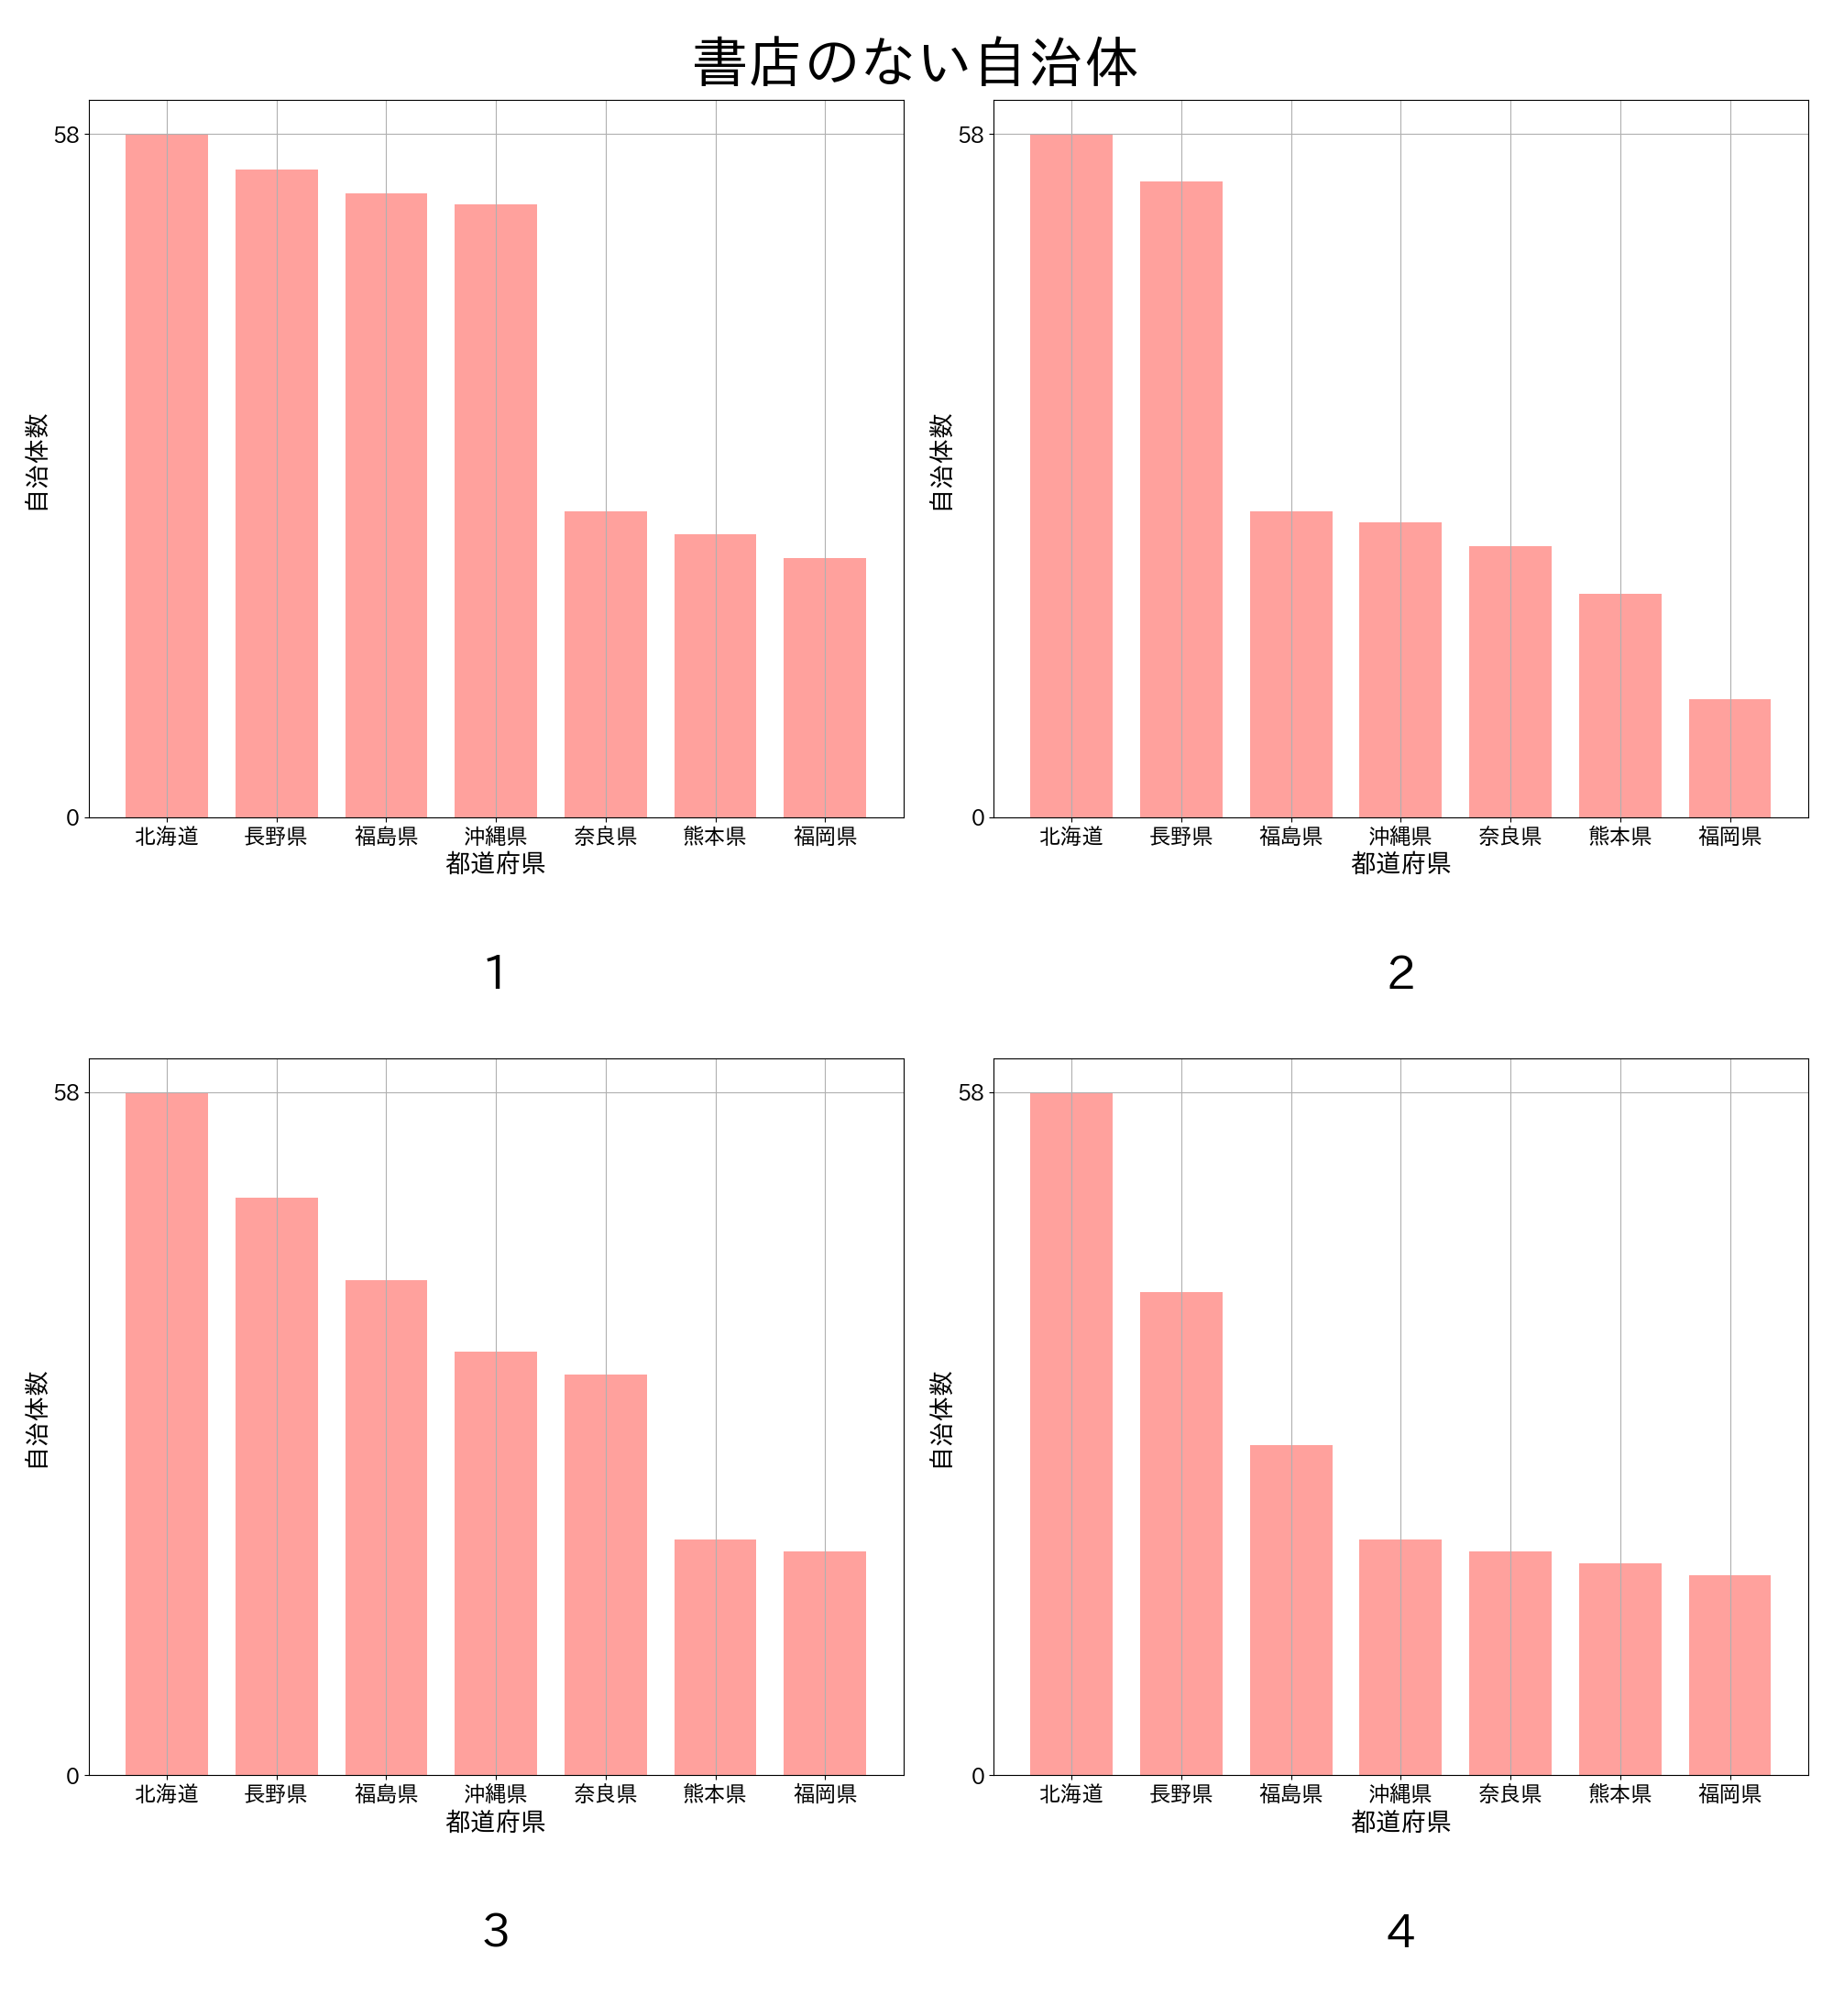 書店のない自治体
58
0
自治体数
北海道 長野県 福島県 沖縄県 奈良県 熊本県 福岡県
都道府県
1
58
0
自治体数
北海道 長野県 福島県 沖縄県 奈良県 熊本県 福岡県
都道府県
2
58
0
自治体数
北海道 長野県 福島県 沖縄県 奈良県 熊本県 福岡県
都道府県
3
58
0
自治体数
北海道 長野県 福島県 沖縄県 奈良県 熊本県 福岡県
都道府県
4